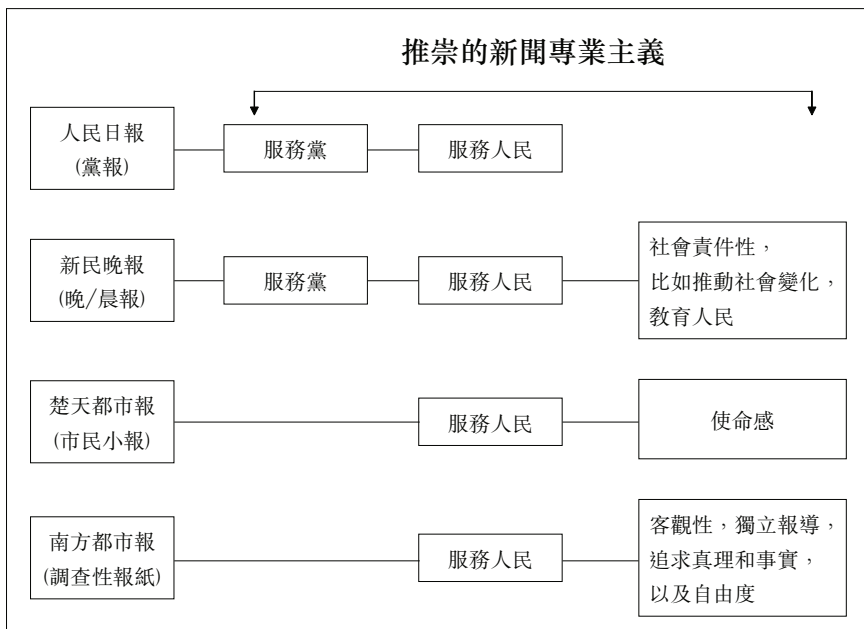 推崇的新聞專業主義
人民日報
(黨報)
服務黨
服務人民
新民晚報
(晚/晨報)
服務黨
服務人民
社會責件性，
比如推動社會變化，
教育人民
楚天都市報
(市民小報)
服務人民
使命感
南方都市報
(調查性報紙)
服務人民
客觀性，獨立報導，
追求真理和事實，
以及自由度